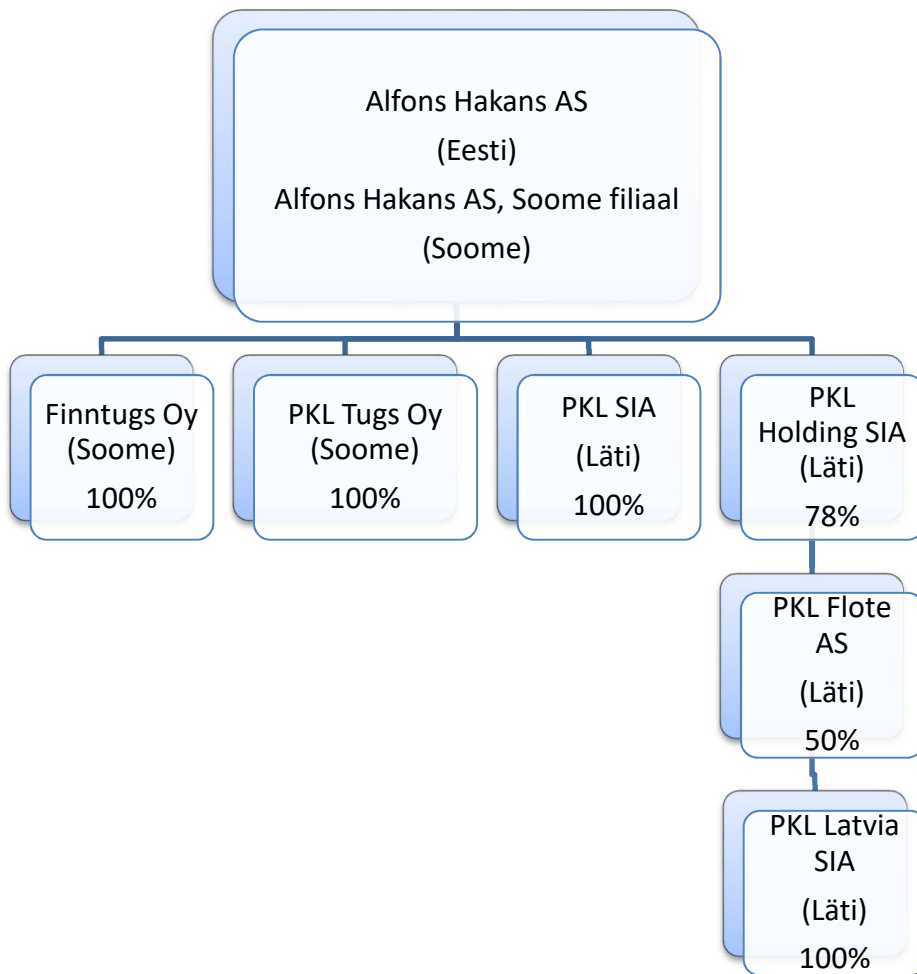 Alfons Hakans AS
(Eesti)
Alfons Hakans AS, Soome filiaal
(Soome)
Finntugs Oy
(Soome)
100%
PKL Tugs Oy
(Soome)
100%
PKL SIA
(Läti)
100%
PKL
Holding SIA
(Läti)
78%
PKL Flote
AS
(Läti)
50%
PKL Latvia
SIA
(Läti)
100%